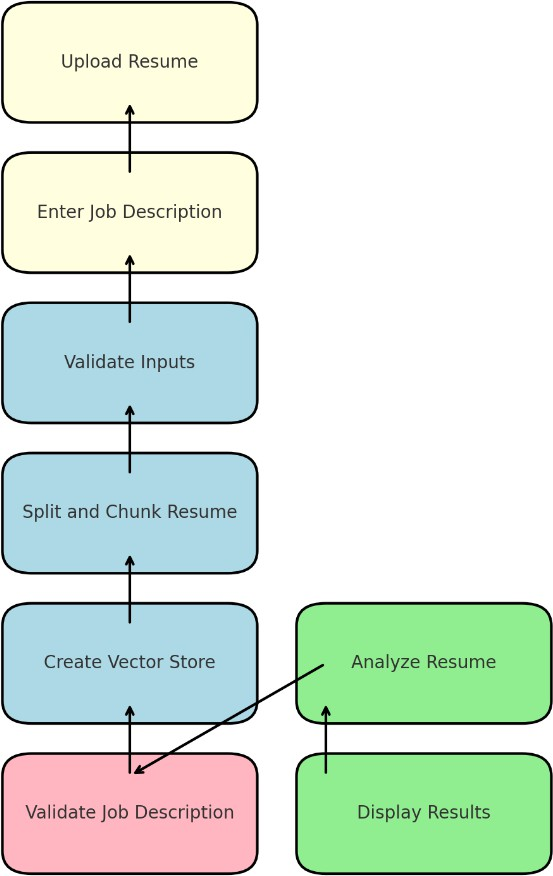 Upload Resume
Enter Job Description
Validate Inputs
Split and Chunk Resume
Create Vector Store
Analyze Resume
Validate Job Description
Display Results